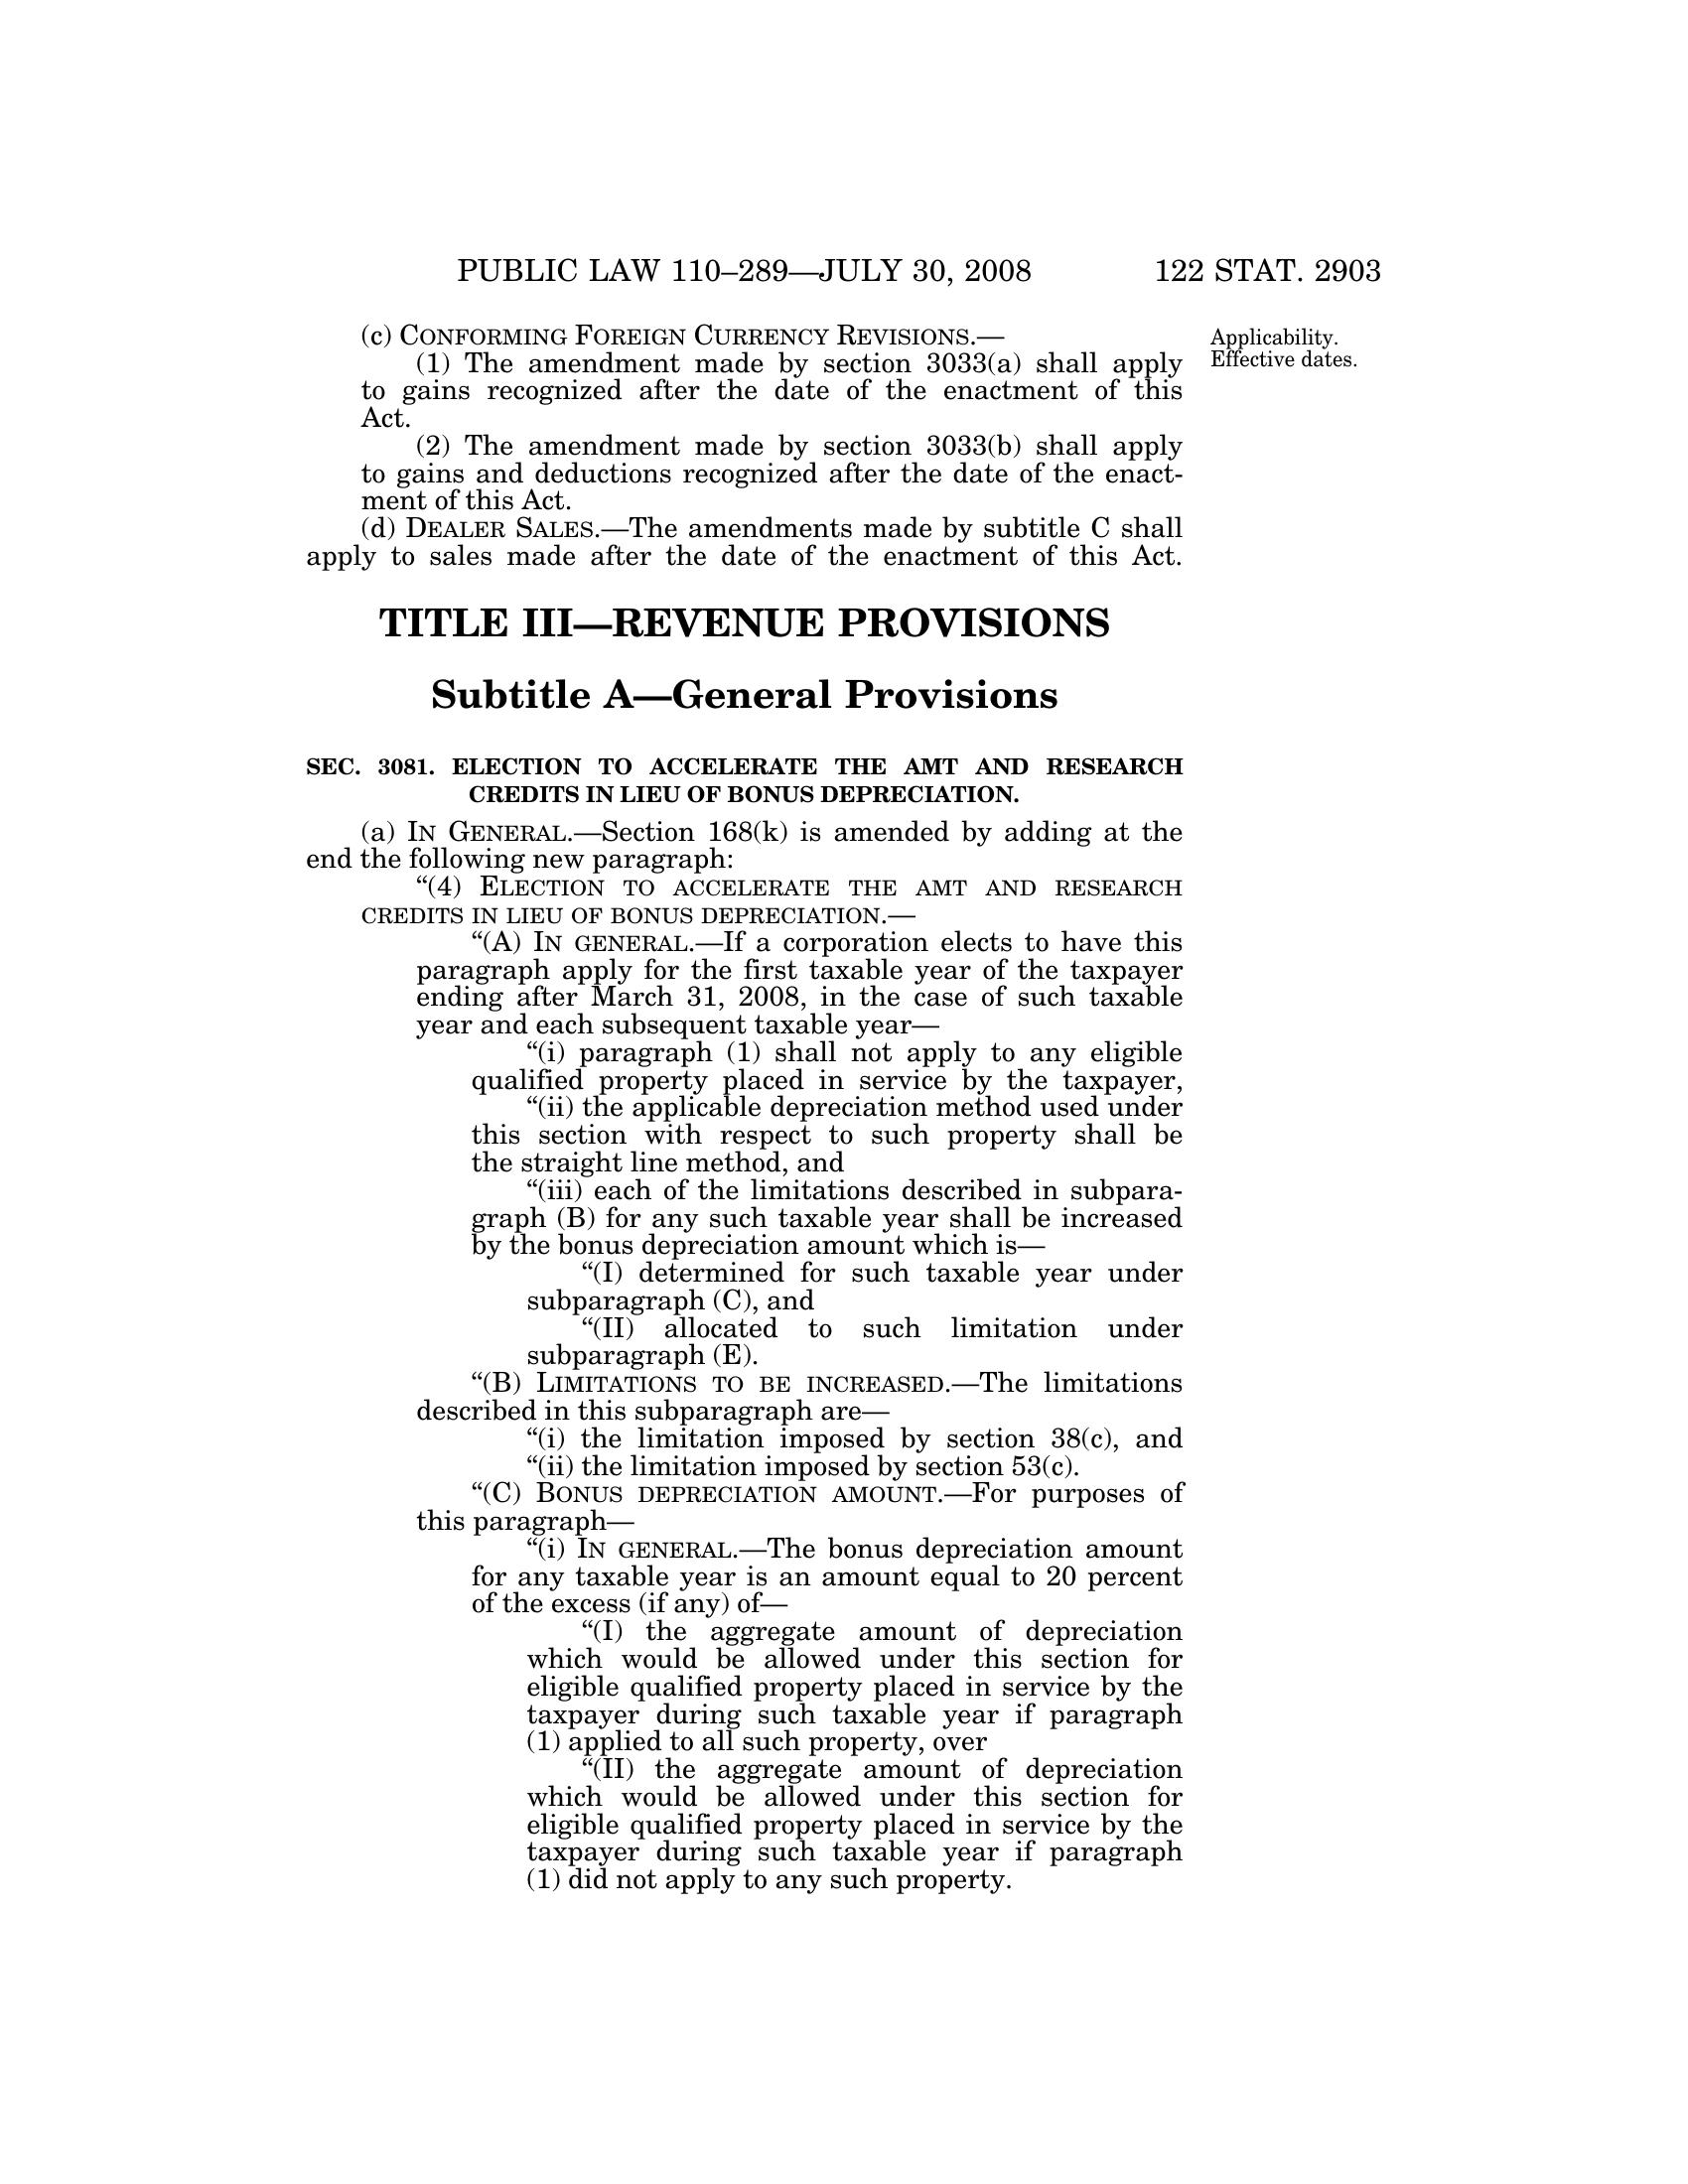 PUBLIC LAW 110–289—JULY 30, 2008 122 STAT. 2903
(c) CONFORMING FOREIGN CURRENCY REVISIONS.—
Applicability.
Effective dates.
(1) The amendment made by section 3033(a) shall apply
to gains recognized after the date of the enactment of this
Act.
(2) The amendment made by section 3033(b) shall apply
to gains and deductions recognized after the date of the enact-
ment of this Act.
(d) DEALER SALES.—The amendments made by subtitle C shall
apply to sales made after the date of the enactment of this Act.
TITLE III—REVENUE PROVISIONS
Subtitle A—General Provisions
SEC. 3081. ELECTION TO ACCELERATE THE AMT AND RESEARCH
CREDITS IN LIEU OF BONUS DEPRECIATION.
(a) IN GENERAL.—Section 168(k) is amended by adding at the
end the following new paragraph:
“(4) ELECTION TO ACCELERATE THE AMT AND RESEARCH
CREDITS IN LIEU OF BONUS DEPRECIATION.—
“(A) IN GENERAL.—If a corporation elects to have this
paragraph apply for the first taxable year of the taxpayer
ending after March 31, 2008, in the case of such taxable
year and each subsequent taxable year—
“(i) paragraph (1) shall not apply to any eligible
qualified property placed in service by the taxpayer,
“(ii) the applicable depreciation method used under
this section with respect to such property shall be
the straight line method, and
“(iii) each of the limitations described in subpara-
graph (B) for any such taxable year shall be increased
by the bonus depreciation amount which is—
“(I) determined for such taxable year under
subparagraph (C), and
“(II) allocated to such limitation under
subparagraph (E).
“(B) LIMITATIONS TO BE INCREASED.—The limitations
described in this subparagraph are—
“(i) the limitation imposed by section 38(c), and
“(ii) the limitation imposed by section 53(c).
“(C) BONUS DEPRECIATION AMOUNT.—For purposes of
this paragraph—
“(i) IN GENERAL.—The bonus depreciation amount
for any taxable year is an amount equal to 20 percent
of the excess (if any) of—
“(I) the aggregate amount of depreciation
which would be allowed under this section for
eligible qualified property placed in service by the
taxpayer during such taxable year if paragraph
(1) applied to all such property, over
“(II) the aggregate amount of depreciation
which would be allowed under this section for
eligible qualified property placed in service by the
taxpayer during such taxable year if paragraph
(1) did not apply to any such property.